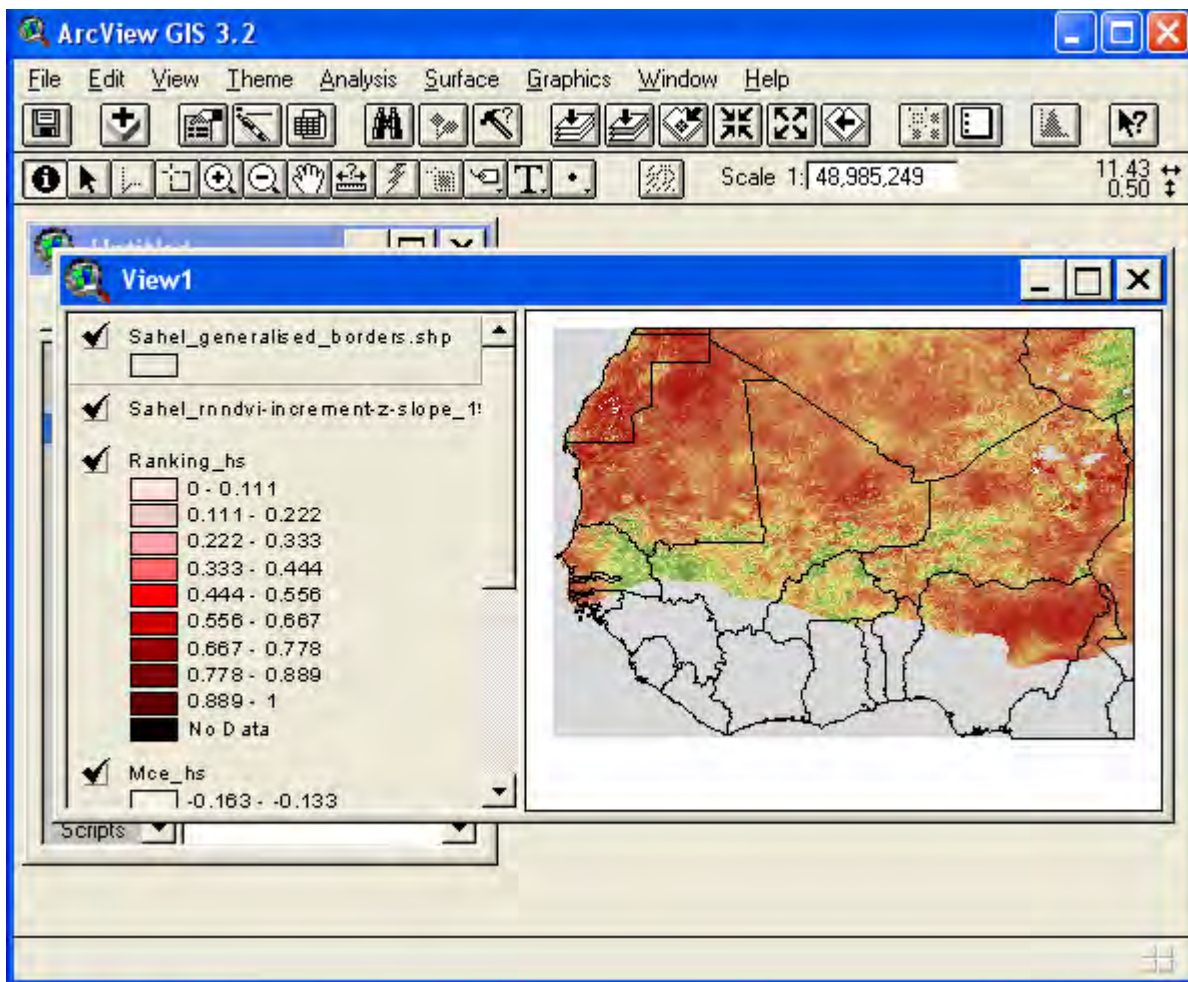 ArcView GIS 3.2
File Edit View Theme Analysis Surface Graphics Window Help
Scale 1: 48,985,249
11.43
0.50
View1
Sahel_generalised_borders.shp
Sahel_rnndvi-increment-z-slope_1
Ranking_hs
0 - 0.111
0.111 - 0.222
0.222 - 0.333
0.333 - 0.444
0.444 - 0.556
0.556 - 0.667
0.667 - 0.778
0.778 - 0.889
0.889 - 1
No Data
Mce_hs
-0.163 - -0.133
Scripts